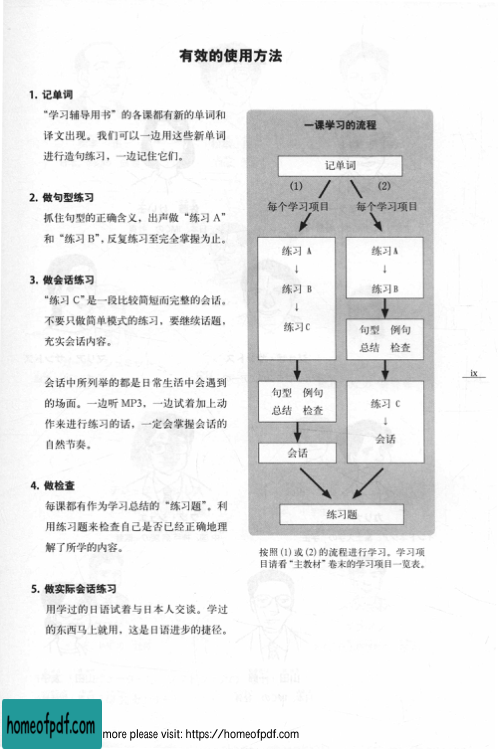 有效的使用方法
1. 记单词
“学习辅导用书”的各课都有新的单词和
译文出现。我们可以一边用这些新单词
进行造句练习，一边记住它们。
2. 做句型练习
抓住句型的正确含义，出声做“练习 A”
和“练习 B”，反复练习至完全掌握为止。
3. 做会话练习
“练习 C”是一段比较简短而完整的会话。
不要只做简单模式的练习，要继续话题，
充实会话内容。
会话中所列举的都是日常生活中会遇到
的场面。一边听 MP3，一边试着加上动
作来进行练习的话，一定会掌握会话的
自然节奏。
4. 做检查
每课都有作为学习总结的“练习题”。利
用练习题来检查自己是否已经正确地理
解了所学的内容。
5. 做实际会话练习
用学过的日语试着与日本人交谈。学过
的东西马上就用，这是日语进步的捷径。
一课学习的流程
记单词
(1) (2)
每个学习项目 每个学习项目
练习 A
↓
练习 B
↓
练习 C
句型 例句
总结 检查
会话
练习 A
↓
练习 B
句型 例句
总结 检查
练习 C
↓
会话
练习题
按照 (1) 或 (2) 的流程进行学习。学习项
目请看“主教材”卷末的学习项目一览表。
ix
homeofpdf.com
more please visit: https://homeofpdf.com